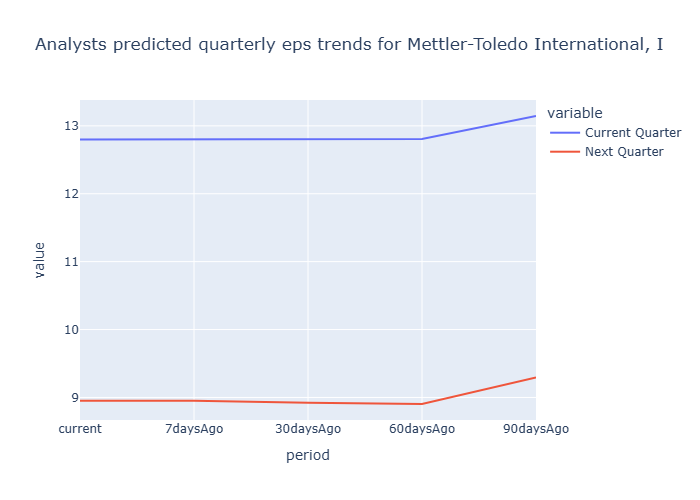 Analysts predicted quarterly eps trends for Mettler-Toledo International, I
variable
Current Quarter
Next Quarter
value
13
12
11
10
9
current 7daysAgo 30daysAgo 60daysAgo 90daysAgo
period